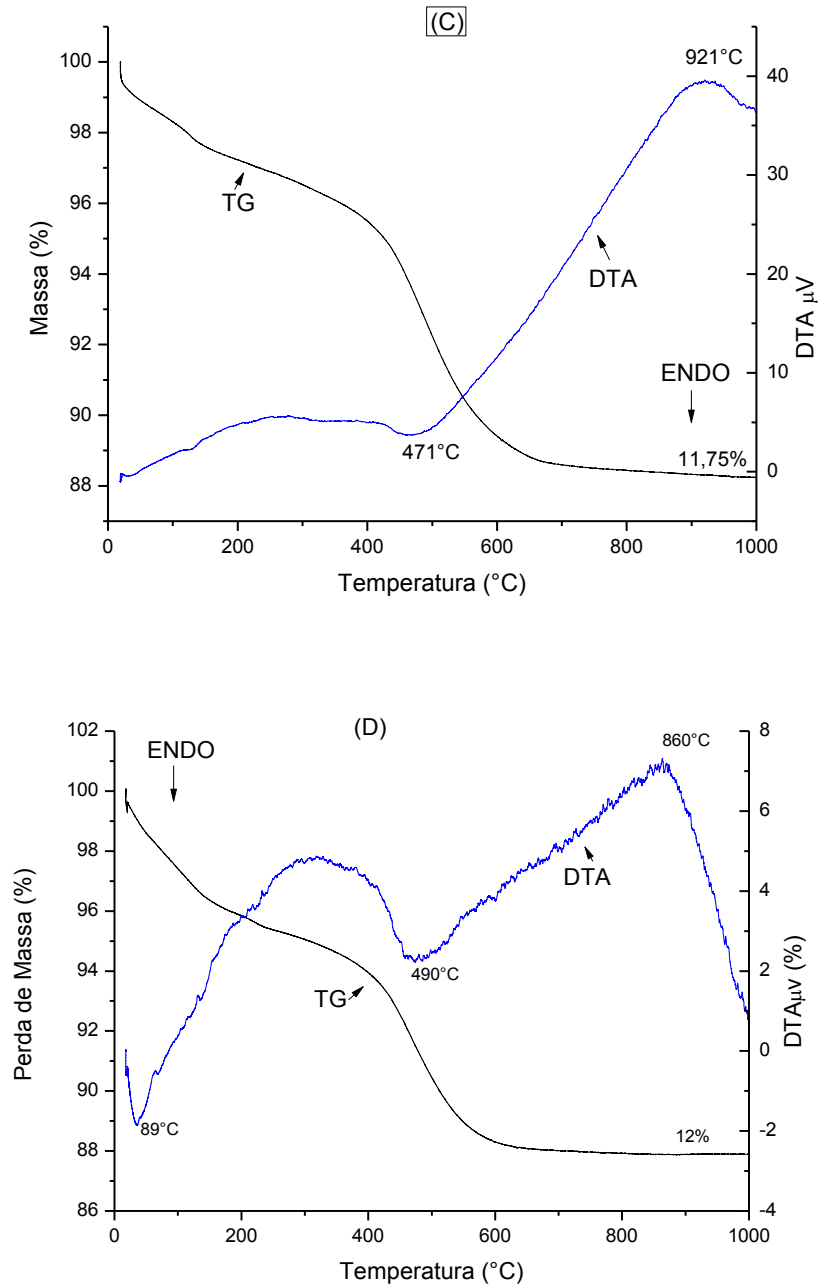 (C)
921°C
100
40
98
30
96
TG
Massa (%)
DTA
94
20
DTA µV
92
ENDO
10
90
471°C
11,75%
0
88
0 200 400 600 800 1000
Temperatura (°C)
102
(D)
8
ENDO
860°C
100
6
98
DTA
4
96
Perda de Massa (%)
94
TG
490°C
2
DTAµv (%)
92
0
90
89°C
12%
-2
88
86
-4
0 200 400 600 800 1000
Temperatura (°C)